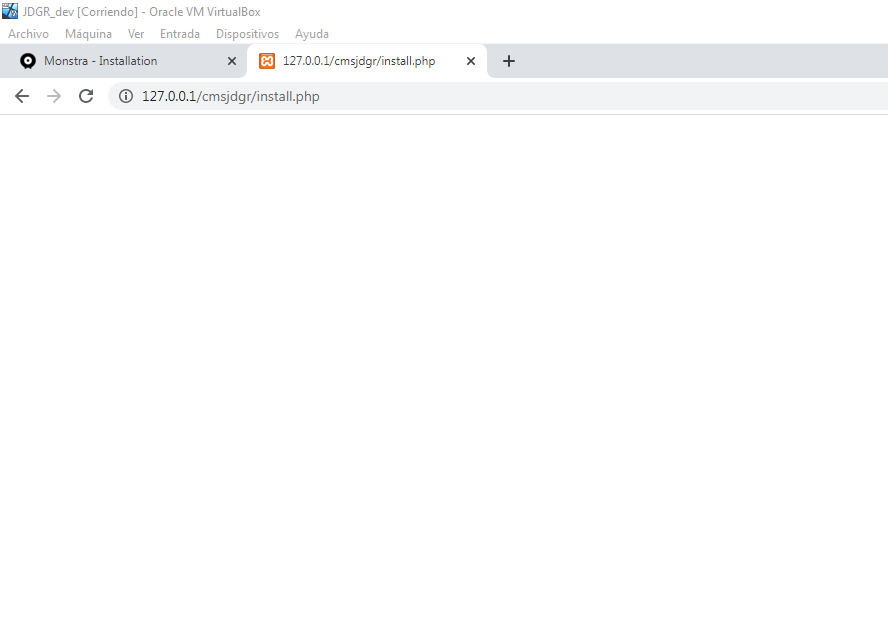 JDGR_dev [Corriendo] - Oracle VM VirtualBox
Archivo Máquina Ver Entrada Dispositivos Ayuda
Monstra - Installation 127.0.0.1/cmsjdgr/install.php
127.0.0.1/cmsjdgr/install.php